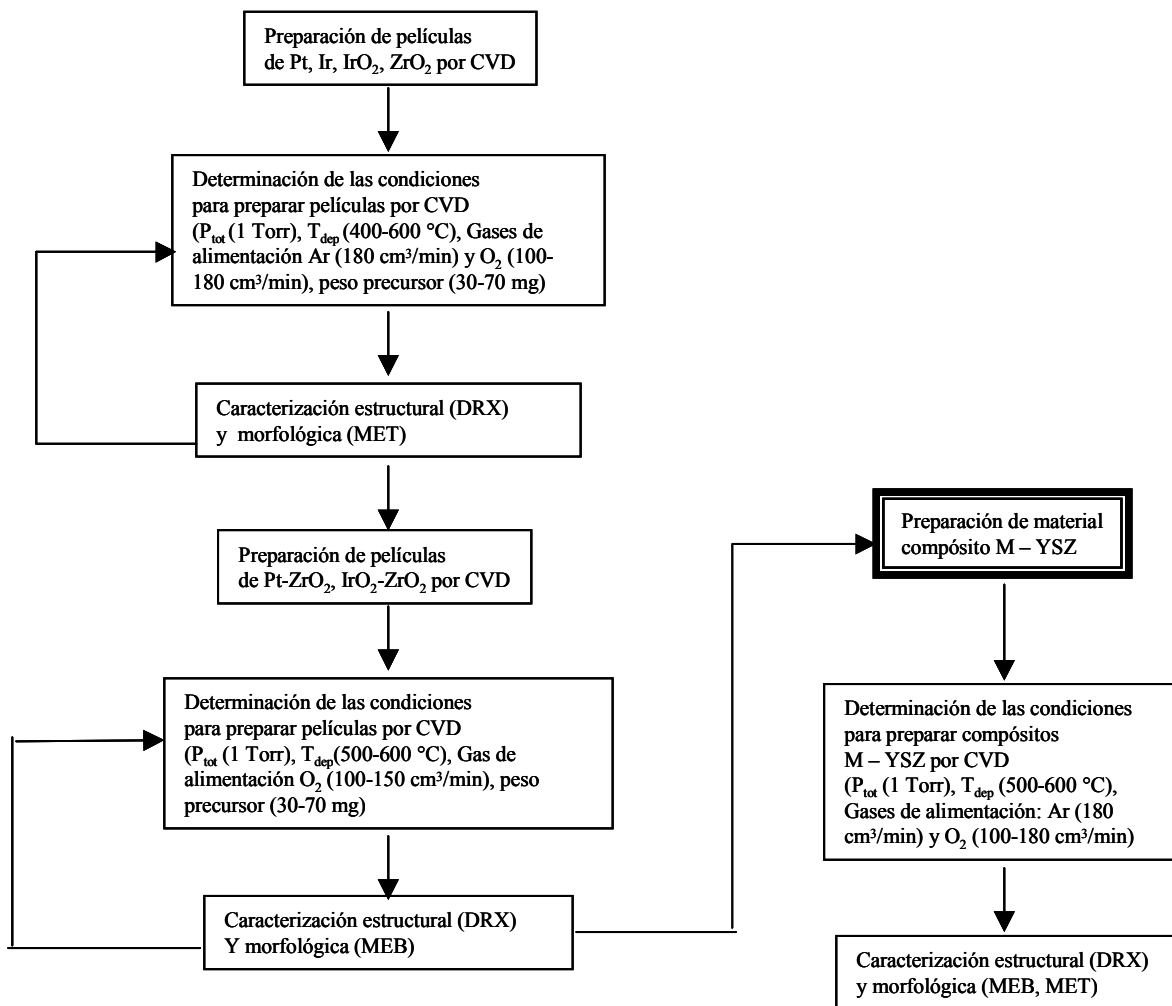 Preparación de películas
de Pt, Ir, IrO₂, ZrO₂ por CVD
Determinación de las condiciones
para preparar películas por CVD
(Pₜₒₜ (1 Torr), T_dep (400-600 °C), Gases de
alimentación Ar (180 cm³/min) y O₂ (100-
180 cm³/min), peso precursor (30-70 mg)
Caracterización estructural (DRX)
y morfológica (MET)
Preparación de películas
de Pt-ZrO₂, IrO₂-ZrO₂ por CVD
Determinación de las condiciones
para preparar películas por CVD
(Pₜₒₜ (1 Torr), T_dep(500-600 °C), Gas de
alimentación O₂ (100-150 cm³/min), peso
precursor (30-70 mg)
Caracterización estructural (DRX)
Y morfológica (MEB)
Preparación de material
compósito M – YSZ
Determinación de las condiciones
para preparar compósitos
M – YSZ por CVD
(Pₜₒₜ (1 Torr), T_dep (500-600 °C),
Gases de alimentación: Ar (180
cm³/min) y O₂ (100-180 cm³/min)
Caracterización estructural (DRX)
y morfológica (MEB, MET)